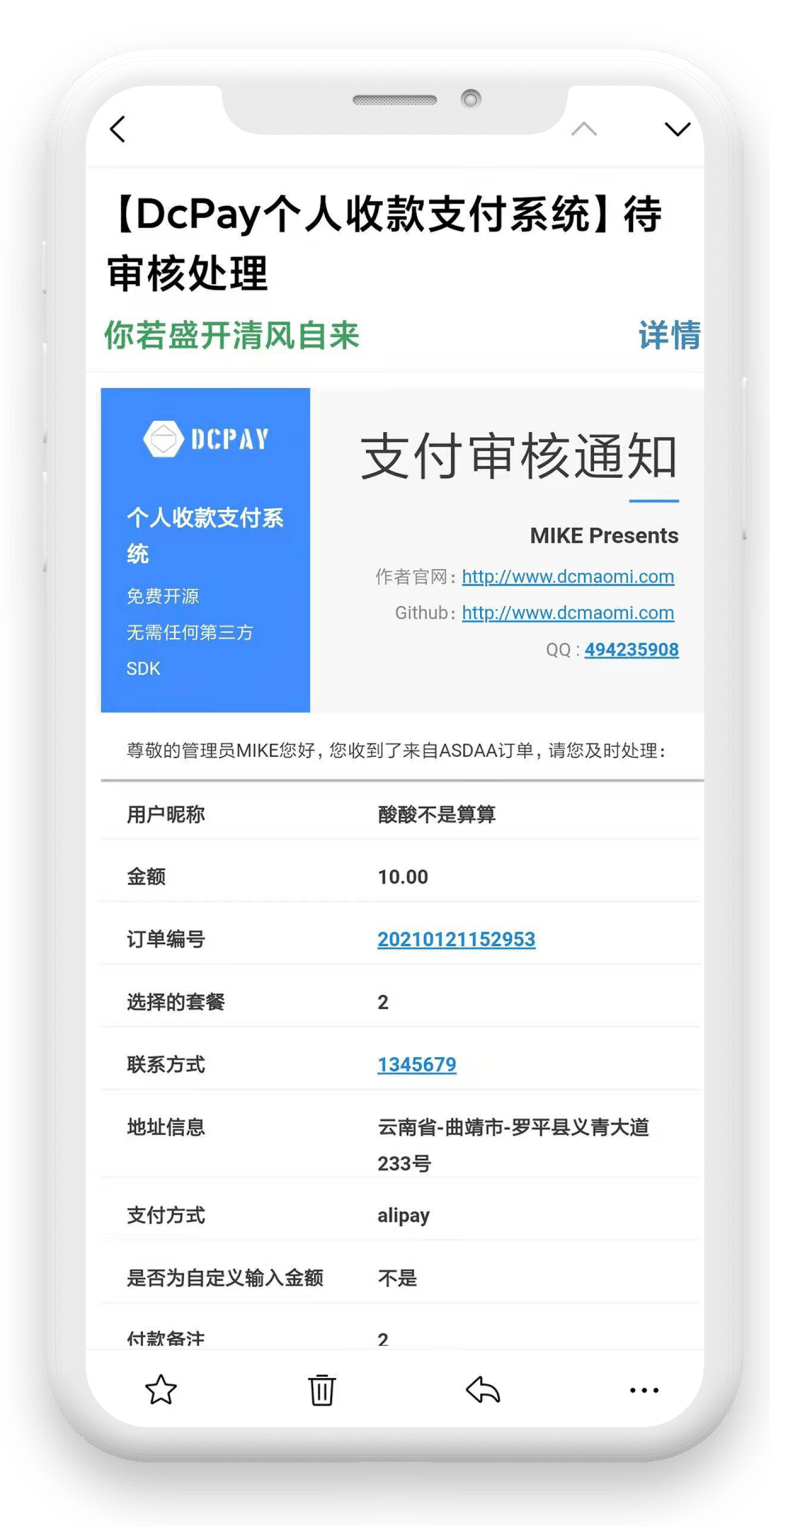 【DcPay个人收款支付系统】待
审核处理
你若盛开清风自来 详情
DCPAY
个人收款支付系
统
免费开源
无需任何第三方
SDK
支付审核通知
MIKE Presents
作者官网：http://www.dcmaomi.com
Github：http://www.dcmaomi.com
QQ : 494235908
尊敬的管理员MIKE您好，您收到了来自ASDAA订单，请您及时处理：
用户昵称 酸酸不是算算
金额 10.00
订单编号 20210121152953
选择的套餐 2
联系方式 1345679
地址信息 云南省-曲靖市-罗平县义青大道
233号
支付方式 alipay
是否为自定义输入金额 不是
付款备注 2